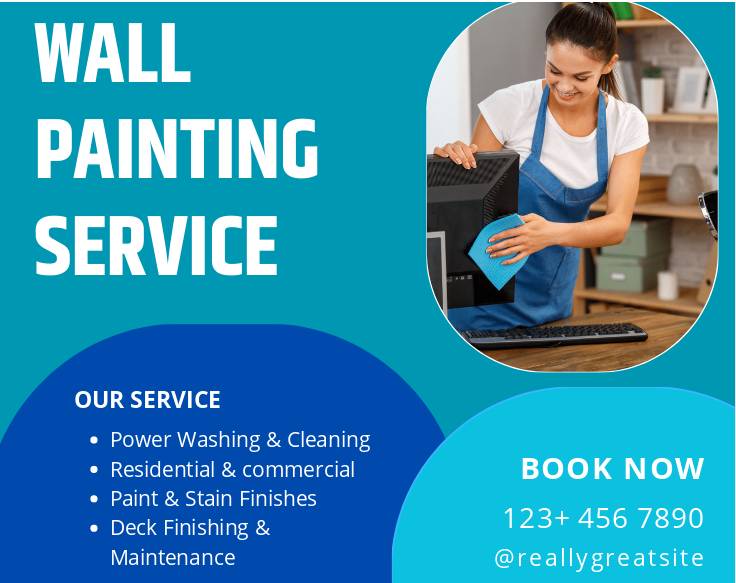 WALL
PAINTING
SERVICE
OUR SERVICE
• Power Washing & Cleaning
• Residential & commercial
• Paint & Stain Finishes
• Deck Finishing &
Maintenance
BOOK NOW
123+ 456 7890
@reallygreatsite